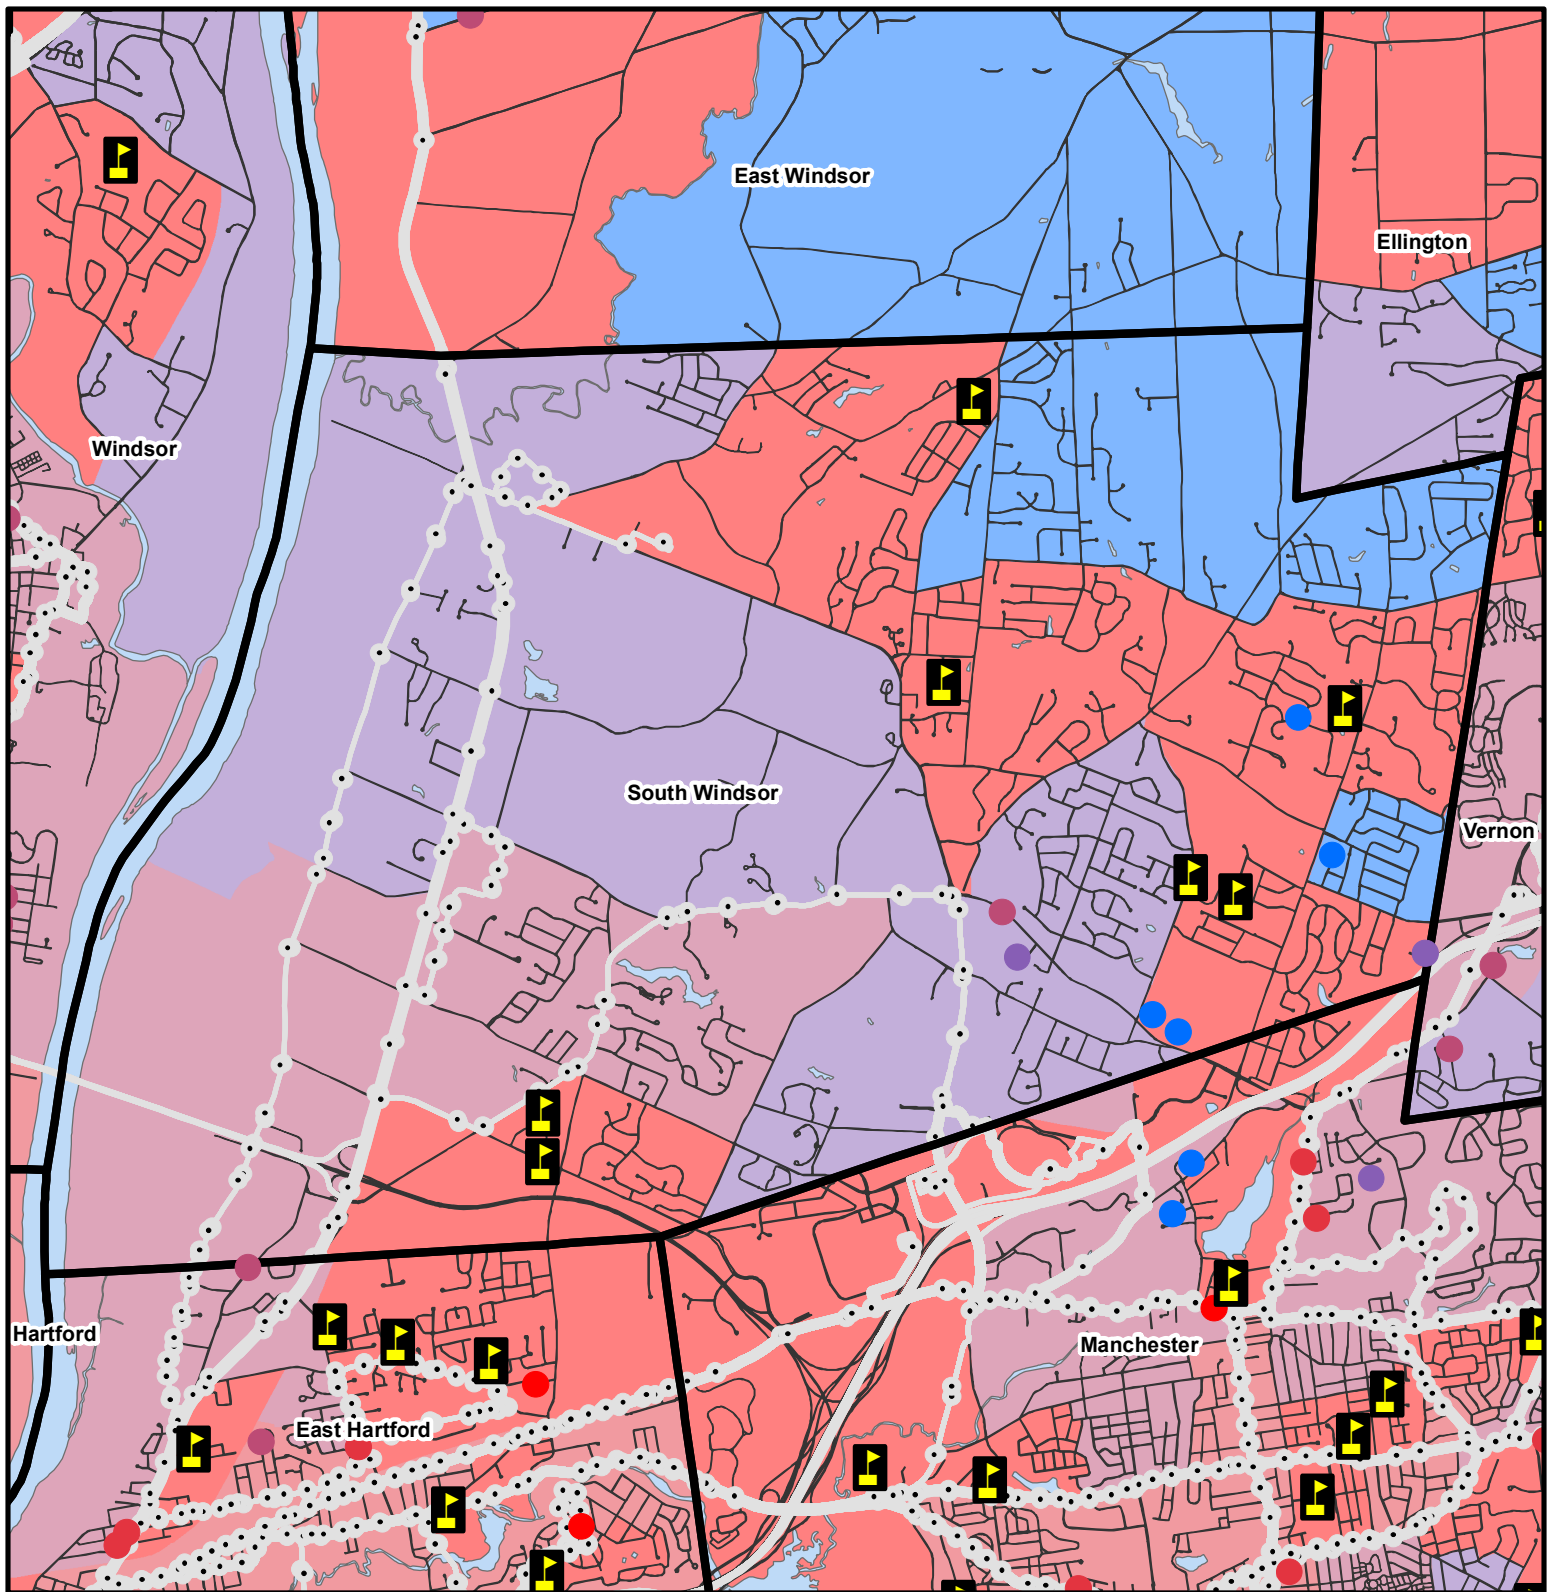 East Windsor
Ellington
Windsor
South Windsor
Vernon
Hartford
Manchester
East Hartford